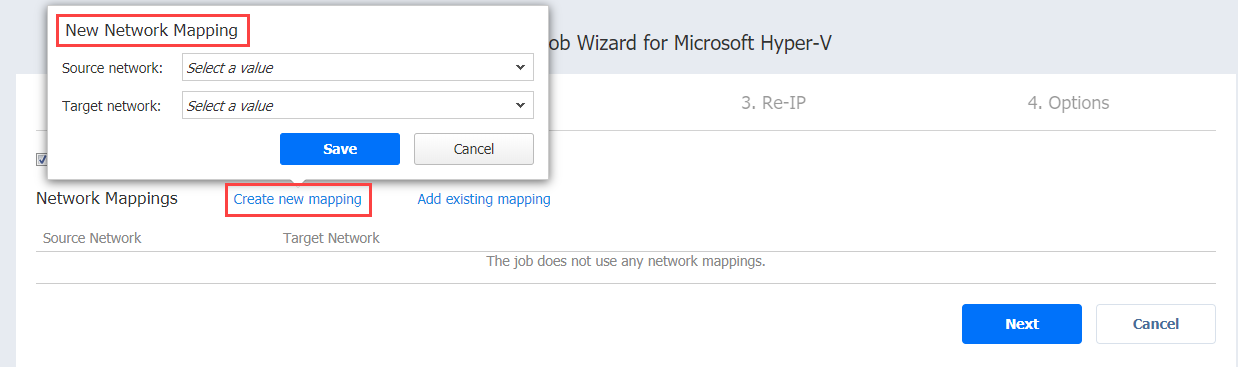 New Network Mapping
Source network: Select a value
Target network: Select a value
Save Cancel
ob Wizard for Microsoft Hyper-V
3. Re-IP 4. Options
Network Mappings Create new mapping Add existing mapping
Source Network Target Network
The job does not use any network mappings.
Next Cancel